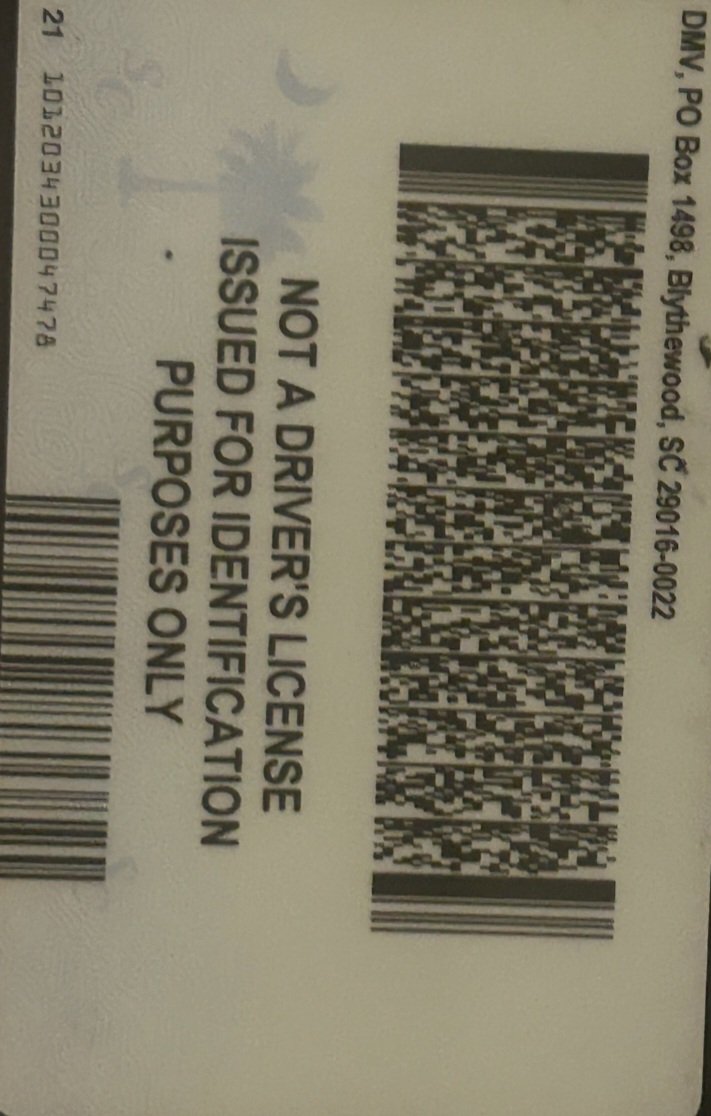 DMV, PO Box 1498, Blythewood, SC 29016-0022
NOT A DRIVER'S LICENSE
ISSUED FOR IDENTIFICATION
PURPOSES ONLY
21 1012034300047478